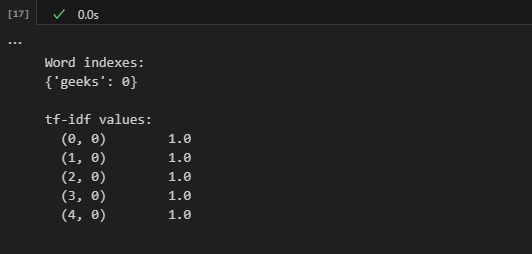 [17] ✓ 0.0s
...
Word indexes:
{'geeks': 0}
tf-idf values:
(0, 0) 1.0
(1, 0) 1.0
(2, 0) 1.0
(3, 0) 1.0
(4, 0) 1.0